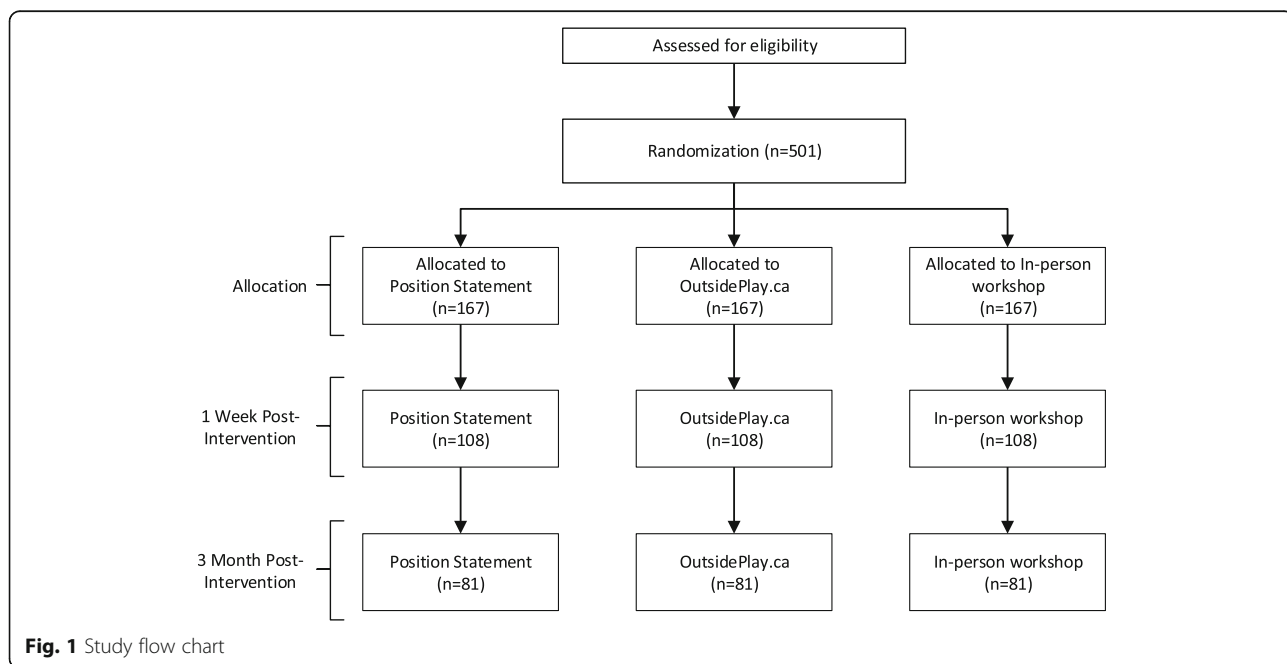 Assessed for eligibility
Randomization (n=501)
Allocation
Allocated to
Position Statement
(n=167)
Allocated to
OutsidePlay.ca
(n=167)
Allocated to In-person
workshop
(n=167)
1 Week Post-
Intervention
Position Statement
(n=108)
OutsidePlay.ca
(n=108)
In-person workshop
(n=108)
3 Month Post-
Intervention
Position Statement
(n=81)
OutsidePlay.ca
(n=81)
In-person workshop
(n=81)
Fig. 1 Study flow chart